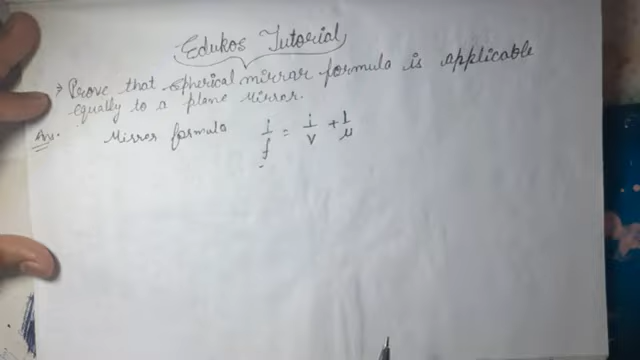 Edukos Tutorial
→ Prove that spherical mirror formula is applicable
equally to a plane mirror.
Ans. Mirror formula 1/f = 1/v + 1/u